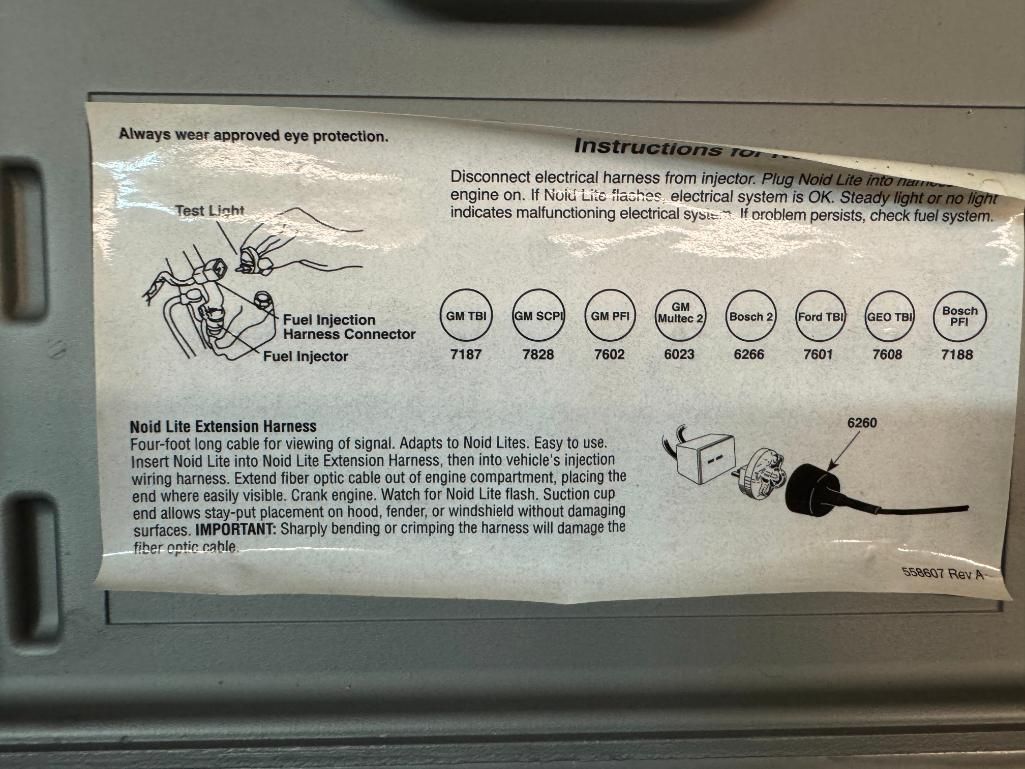 Always wear approved eye protection.
Instructions for
Disconnect electrical harness from injector. Plug Noid Lite into
engine on. If Noid Lite flashes, electrical system is OK. Steady light or no light
indicates malfunctioning electrical system. If problem persists, check fuel system.
Test Light
Fuel Injection
Harness Connector
Fuel Injector
GM TBI
7187
GM SCPI
7828
GM PFI
7602
GM
Multec 2
6023
Bosch 2
6266
Ford TBI
7601
GEO TBI
7608
Bosch
PFI
7188
Noid Lite Extension Harness
Four-foot long cable for viewing of signal. Adapts to Noid Lites. Easy to use.
Insert Noid Lite into Noid Lite Extension Harness, then into vehicle's injection
wiring harness. Extend fiber optic cable out of engine compartment, placing the
end where easily visible. Crank engine. Watch for Noid Lite flash. Suction cup
end allows stay-put placement on hood, fender, or windshield without damaging
surfaces. IMPORTANT: Sharply bending or crimping the harness will damage the
fiber optic cable.
6260
558607 Rev A